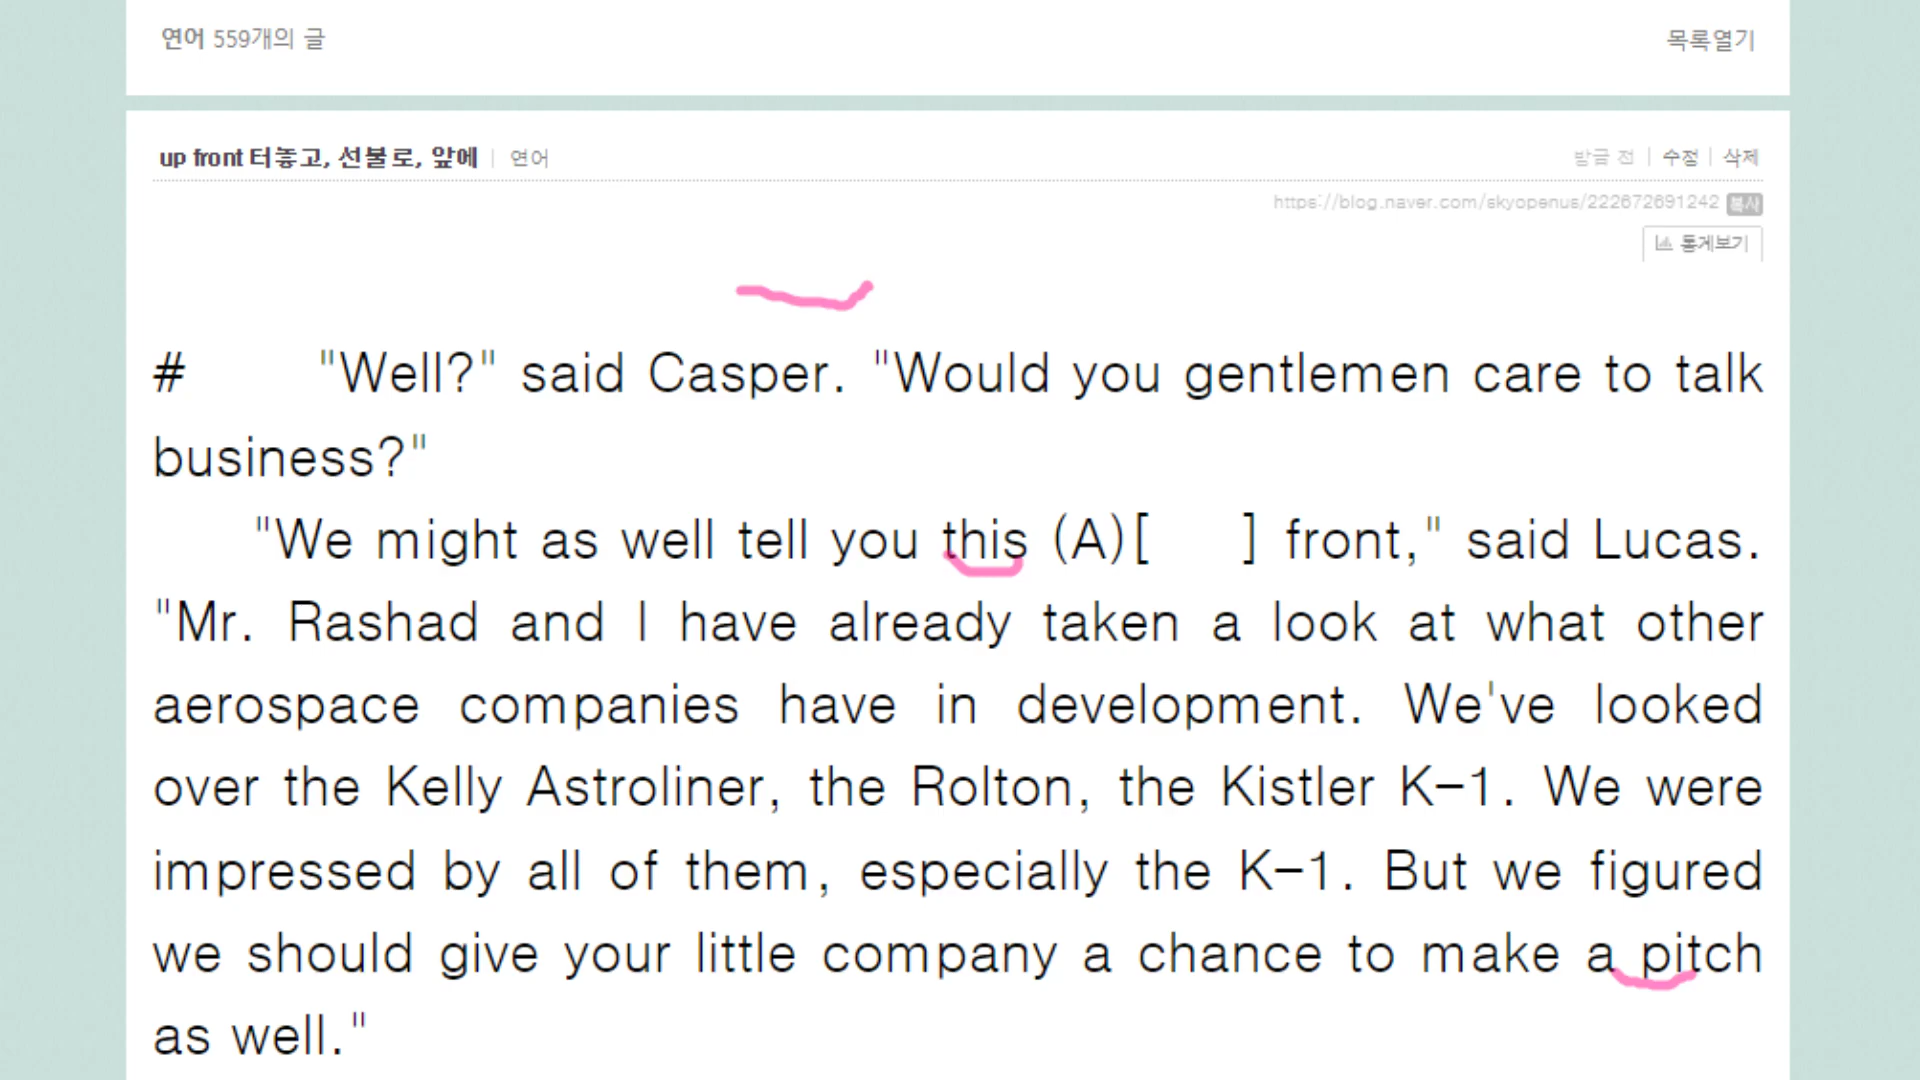 연어 559개의 글
목록열기
up front 터놓고, 선불로, 앞에 | 연어
방금 전 | 수정 | 삭제
https://blog.naver.com/skyopenus/222672691242 복사
통계보기
# "Well?" said Casper. "Would you gentlemen care to talk
business?"
"We might as well tell you this (A)[ ] front," said Lucas.
"Mr. Rashad and I have already taken a look at what other
aerospace companies have in development. We've looked
over the Kelly Astroliner, the Rolton, the Kistler K-1. We were
impressed by all of them, especially the K-1. But we figured
we should give your little company a chance to make a pitch
as well."